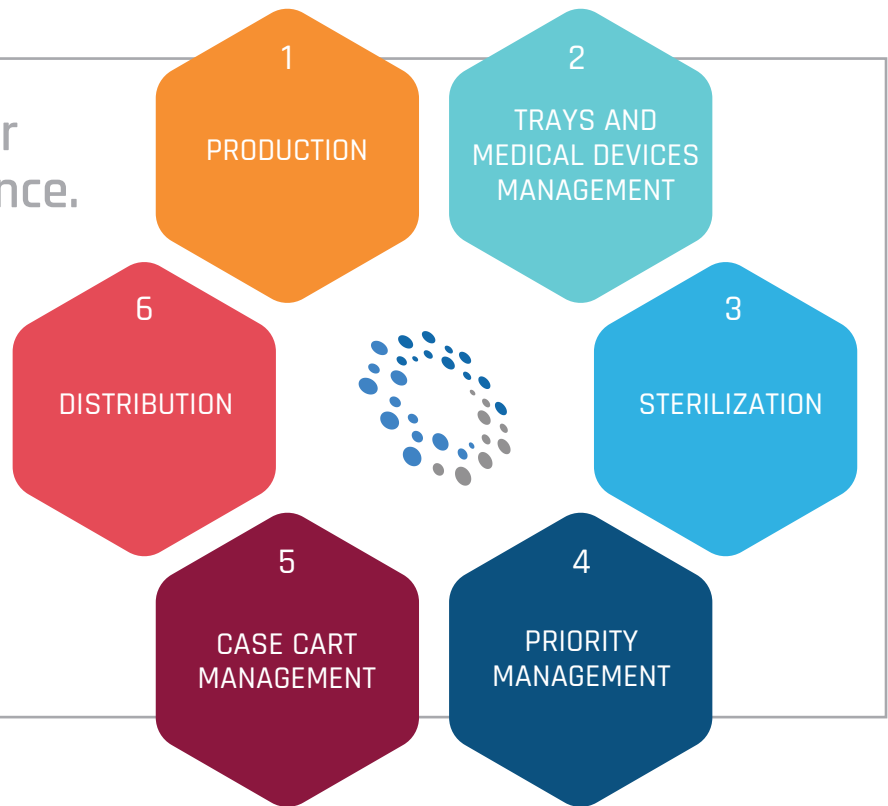 r
nce.
1
PRODUCTION
2
TRAYS AND
MEDICAL DEVICES
MANAGEMENT
3
STERILIZATION
4
PRIORITY
MANAGEMENT
5
CASE CART
MANAGEMENT
6
DISTRIBUTION